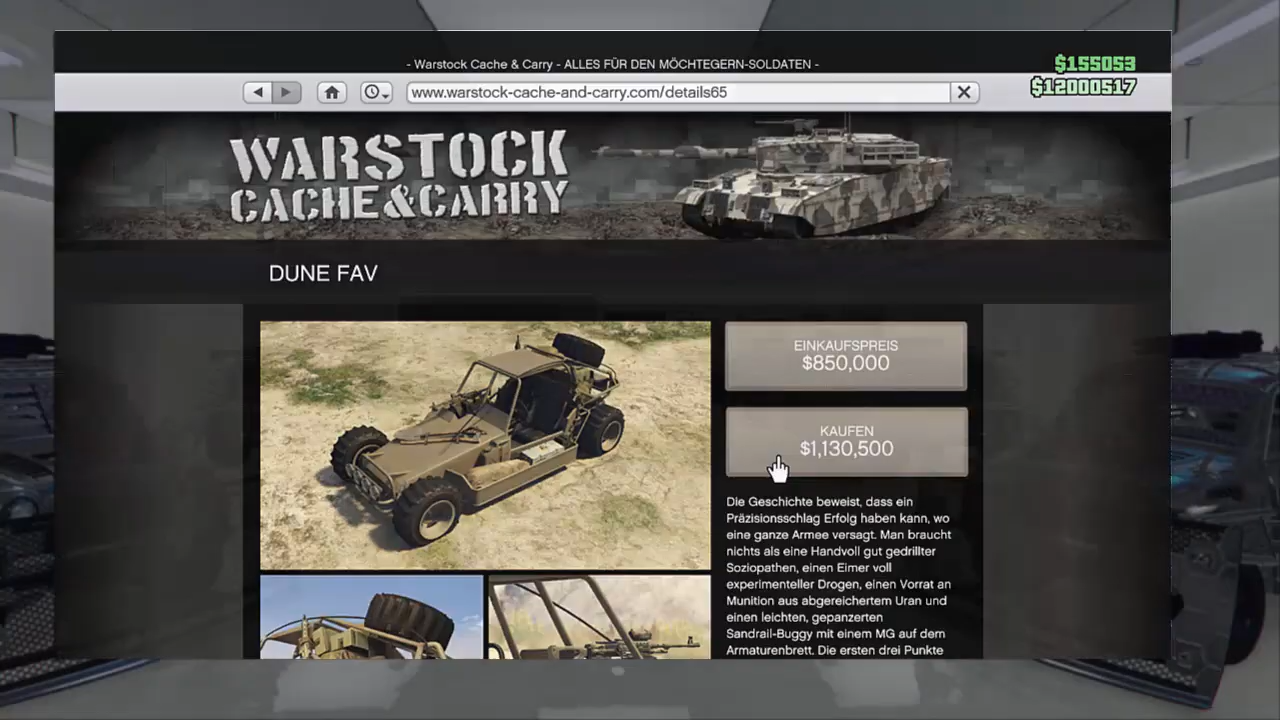 - Warstock Cache & Carry - ALLES FÜR DEN MÖCHTEGERN-SOLDATEN -
$155053
www.warstock-cache-and-carry.com/details65
$12000517
WARSTOCK
CACHE&CARRY
DUNE FAV
EINKAUFSPREIS
$850,000
KAUFEN
$1,130,500
Die Geschichte beweist, dass ein
Präzisionsschlag Erfolg haben kann, wo
eine ganze Armee versagt. Man braucht
nichts als eine Handvoll gut gedrillter
Soziopathen, einen Eimer voll
experimenteller Drogen, einen Vorrat an
Munition aus abgereichertem Uran und
einen leichten, gepanzerten
Sandrail-Buggy mit einem MG auf dem
Armaturenbrett. Die ersten drei Punkte